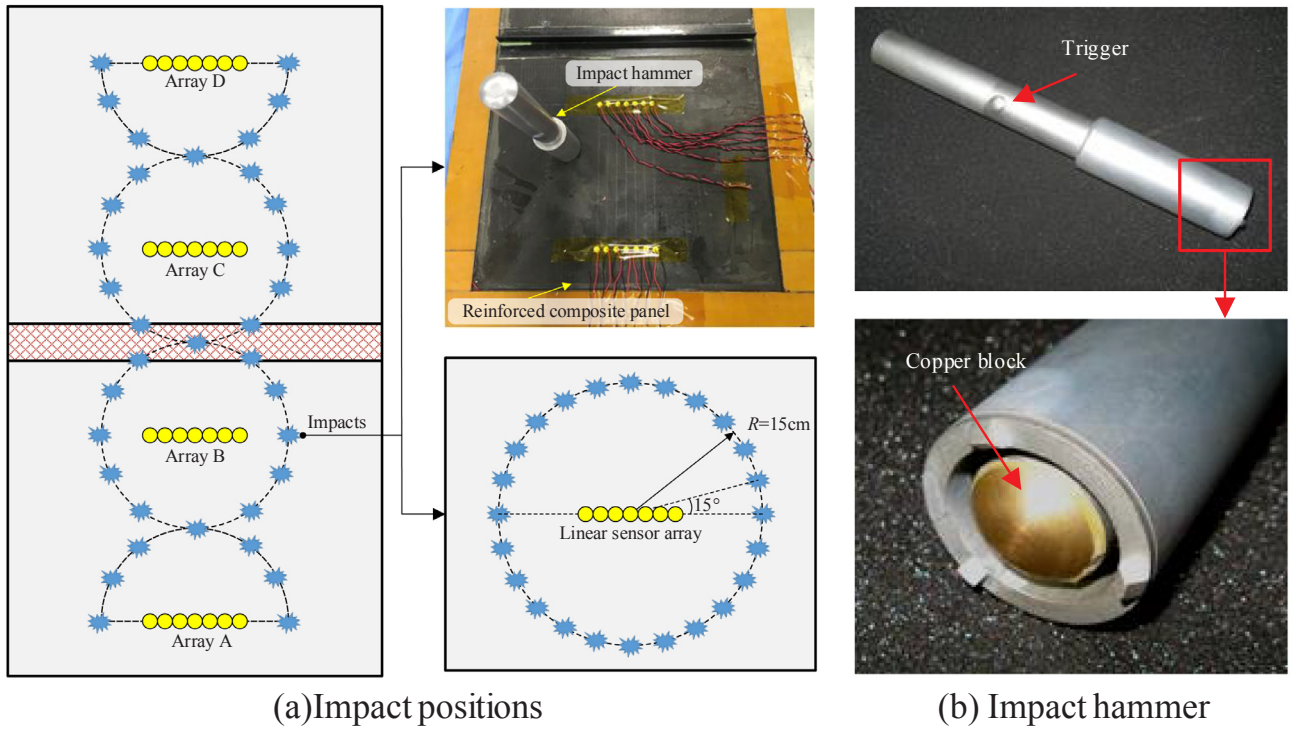 Array D
Array C
Array B
Array A
Impacts
Impact hammer
Reinforced composite panel
R=15cm
15°
Linear sensor array
Trigger
Copper block
(a)Impact positions
(b) Impact hammer